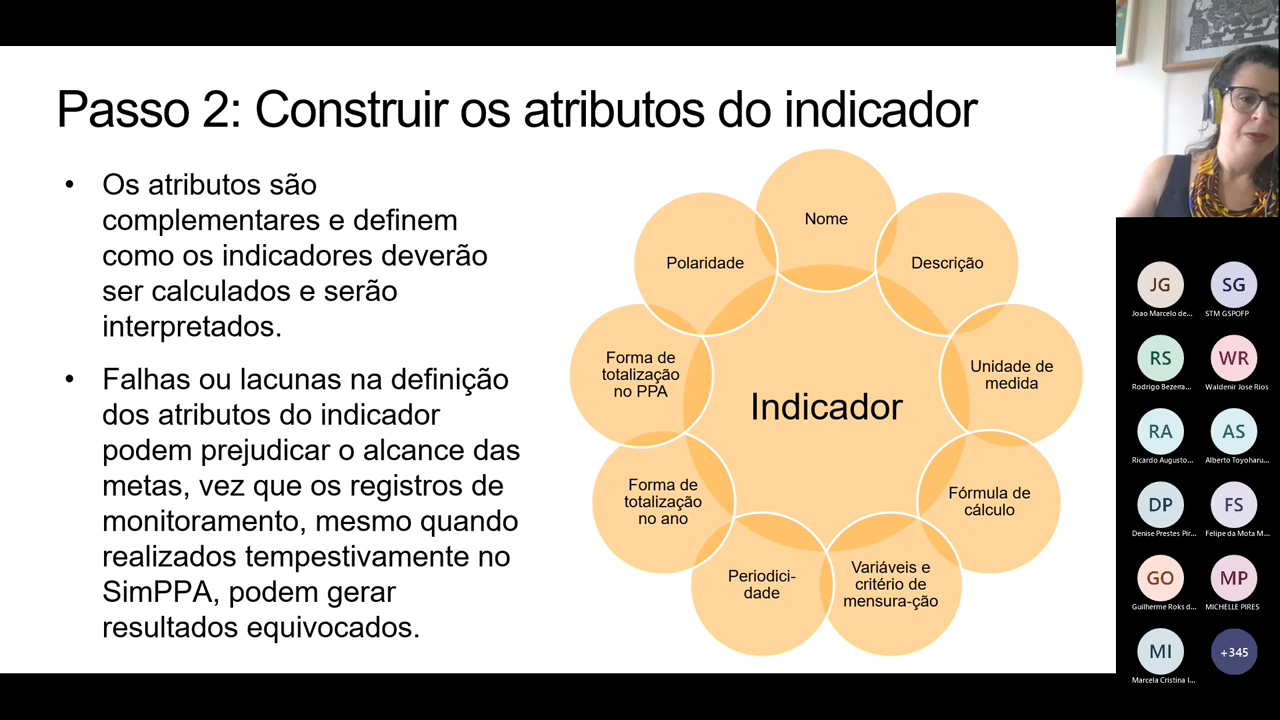 Passo 2: Construir os atributos do indicador
• Os atributos são
complementares e definem
como os indicadores deverão
ser calculados e serão
interpretados.
• Falhas ou lacunas na definição
dos atributos do indicador
podem prejudicar o alcance das
metas, vez que os registros de
monitoramento, mesmo quando
realizados tempestivamente no
SimPPA, podem gerar
resultados equivocados.
Nome
Descrição
Unidade de
medida
Fórmula de
cálculo
Variáveis e
critério de
mensura-ção
Periodici-
dade
Forma de
totalização
no ano
Forma de
totalização
no PPA
Polaridade
Indicador
JG
Joao Marcelo de...
SG
STM GSPOFP
RS
Rodrigo Bezerra...
WR
Waldenir Jose Rios
RA
Ricardo Augusto...
AS
Alberto Toyoharu...
DP
Denise Prestes Pir...
FS
Felipe da Mota M...
GO
Guilherme Roks d...
MP
MICHELLE PIRES
MI
Marcela Cristina I...
+345